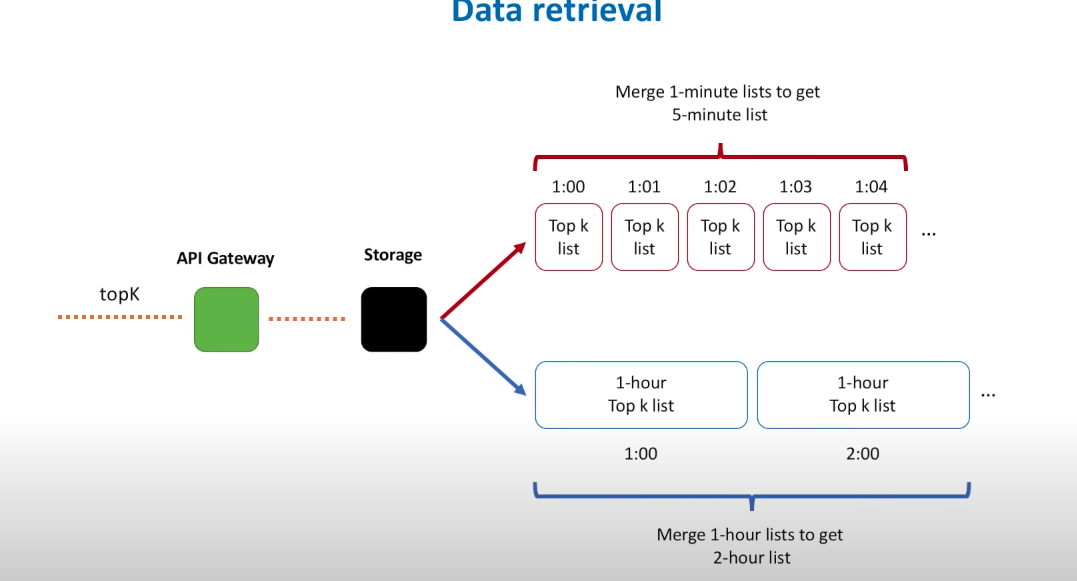 Data retrieval
Merge 1-minute lists to get
5-minute list
1:00 1:01 1:02 1:03 1:04
Top k Top k Top k Top k Top k
list list list list list
...
API Gateway
Storage
topK
1-hour
Top k list
1-hour
Top k list
...
1:00
2:00
Merge 1-hour lists to get
2-hour list